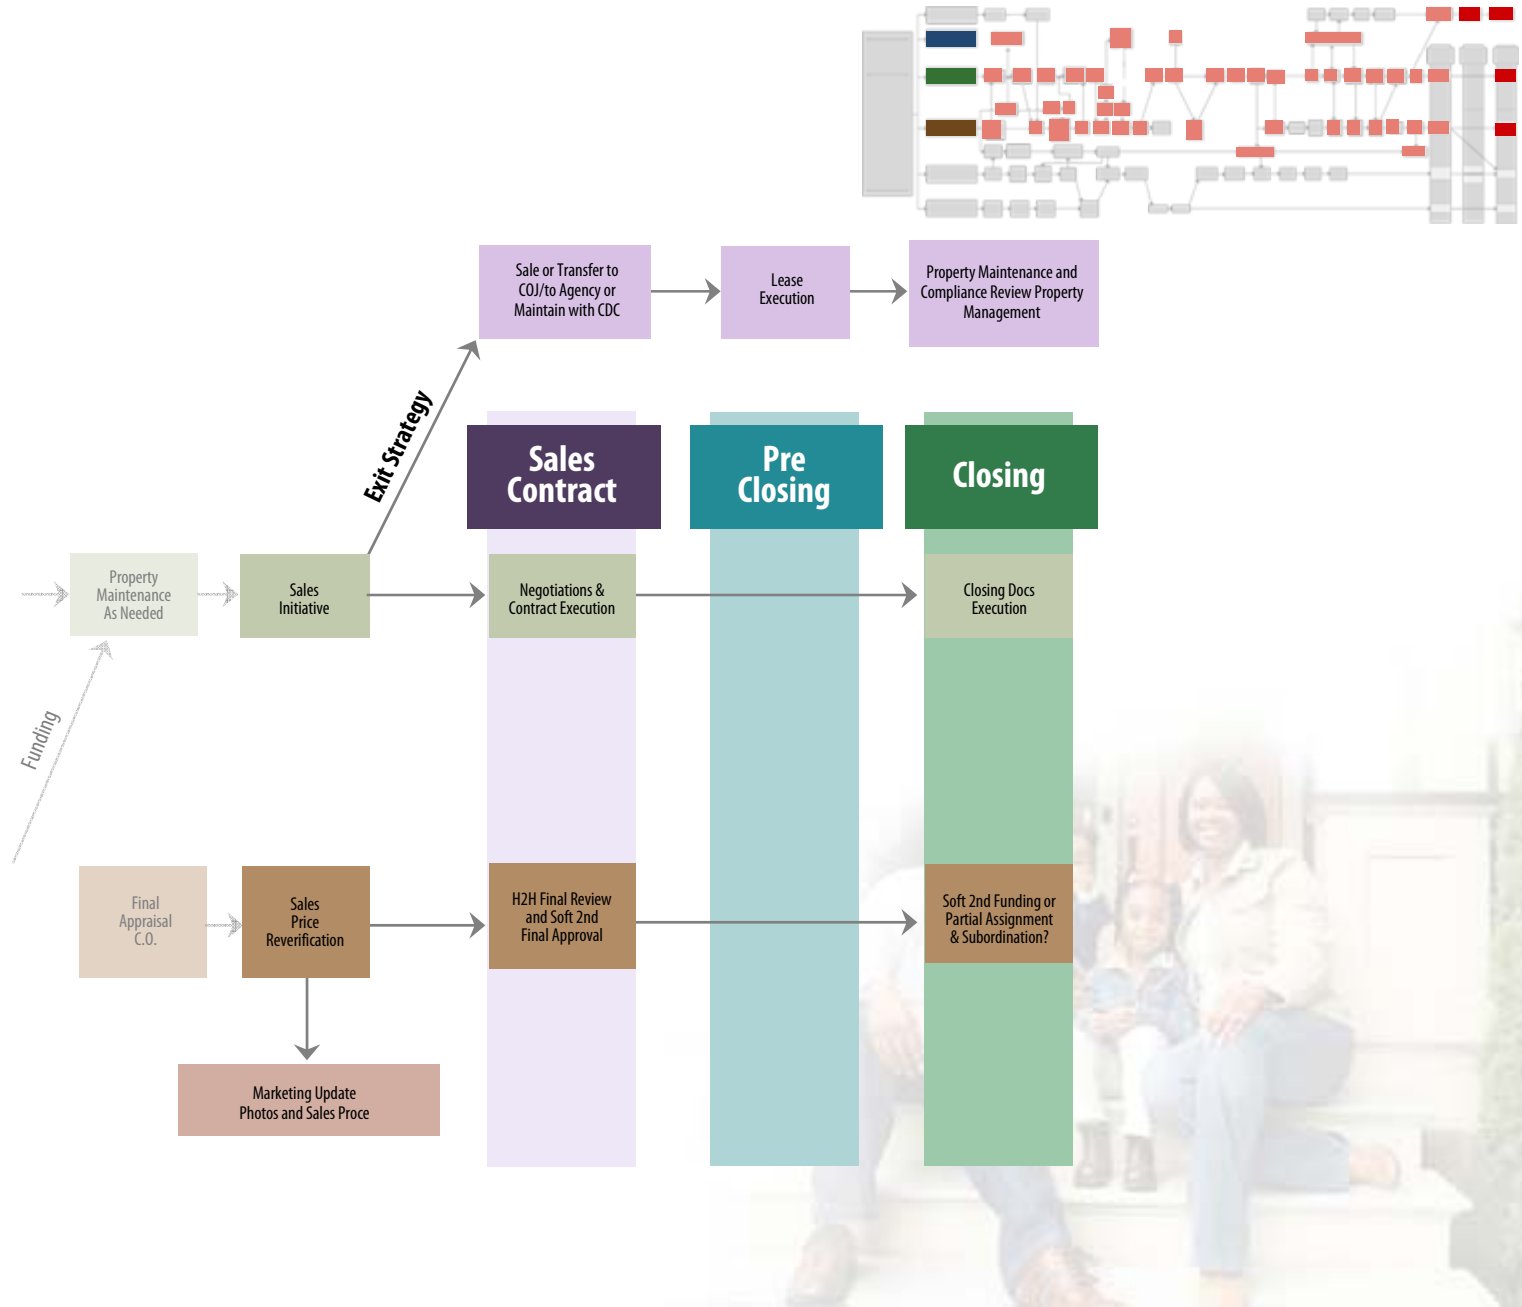 Sale or Transfer to
COJ/to Agency or
Maintain with CDC
Lease
Execution
Property Maintenance and
Compliance Review Property
Management
Exit Strategy
Sales
Contract
Pre
Closing
Closing
Property
Maintenance
As Needed
Sales
Initiative
Negotiations &
Contract Execution
Closing Docs
Execution
Funding
Final
Appraisal
C.O.
Sales
Price
Reverification
H2H Final Review
and Soft 2nd
Final Approval
Soft 2nd Funding or
Partial Assignment
& Subordination?
Marketing Update
Photos and Sales Proce